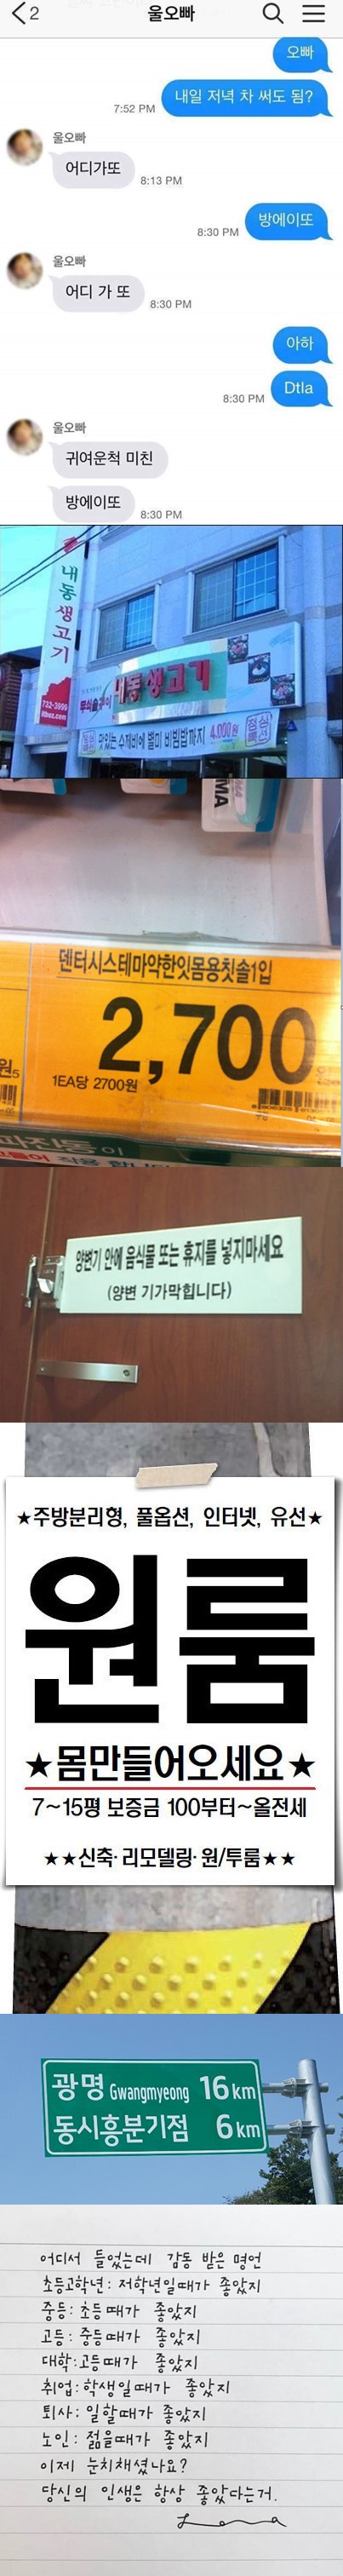 2
울오빠
오빠
내일 저녁 차 써도 됨?
7:52 PM
울오빠
어디가또
8:13 PM
방에이또
8:30 PM
울오빠
어디 가 또
8:30 PM
아하
Dtla
8:30 PM
울오빠
귀여운척 미친
방에이또
8:30 PM
내동생고기
732-3999
무쇠솥뚜껑이
내동생고기
맛있는 수제비에 별미 비빔밥까지 4,000원
덴터시스테마약한잇몸용칫솔1입
2,700
1EA당 2700원
양변기 안에 음식물 또는 휴지를 넣지마세요
(양변 기가막힙니다)
★주방분리형, 풀옵션, 인터넷, 유선★
원룸
★몸만들어오세요★
7~15평 보증금 100부터~올전세
★★신축·리모델링·원/투룸★★
광명 Gwangmyeong 16km
동시흥분기점 6km
어디서 들었는데 감동 받은 명언
초등고학년: 저학년일때가 좋았지
중등: 초등때가 좋았지
고등: 중등때가 좋았지
대학: 고등때가 좋았지
취업: 학생일때가 좋았지
퇴사: 일할때가 좋았지
노인: 젊을때가 좋았지
이제 눈치채셨나요?
당신의 인생은 항상 좋았다는거.